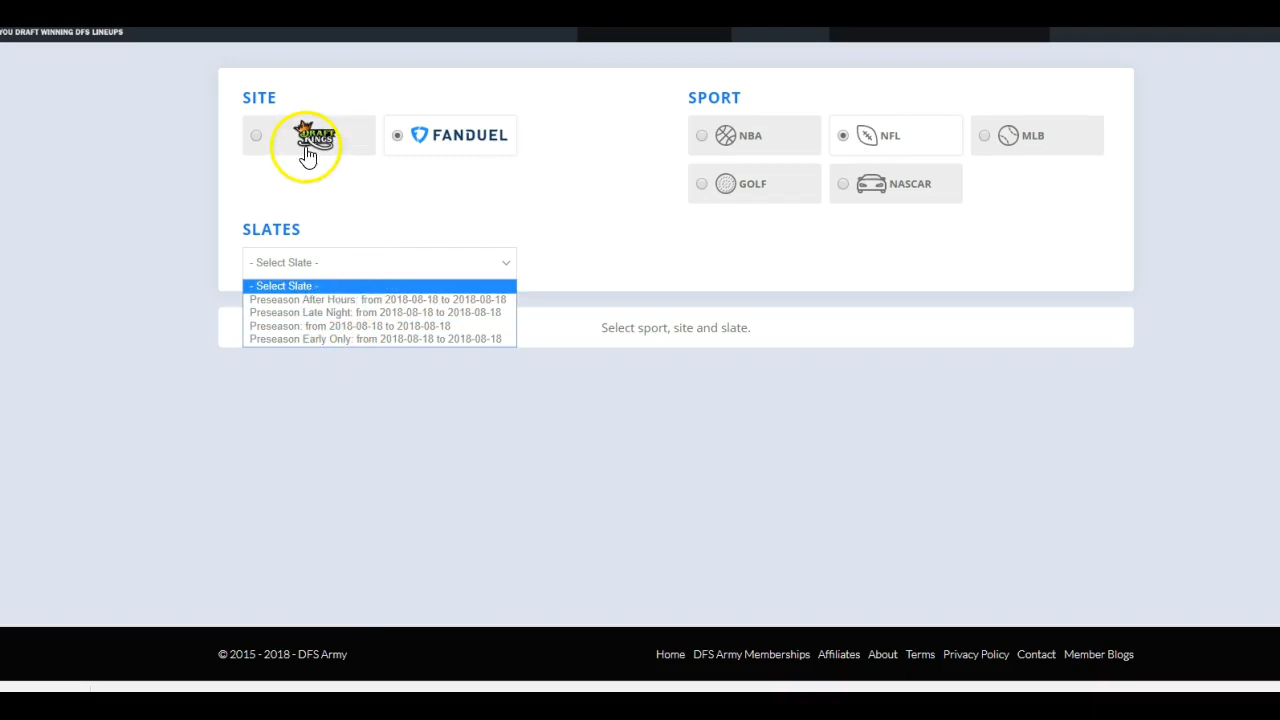 YOU DRAFT WINNING DFS LINEUPS
SITE
SPORT
DRAFT KINGS
FANDUEL
NBA
NFL
MLB
GOLF
NASCAR
SLATES
- Select Slate -
- Select Slate -
Preseason After Hours: from 2018-08-18 to 2018-08-18
Preseason Late Night: from 2018-08-18 to 2018-08-18
Preseason: from 2018-08-18 to 2018-08-18
Preseason Early Only: from 2018-08-18 to 2018-08-18
Select sport, site and slate.
© 2015 - 2018 - DFS Army
Home DFS Army Memberships Affiliates About Terms Privacy Policy Contact Member Blogs